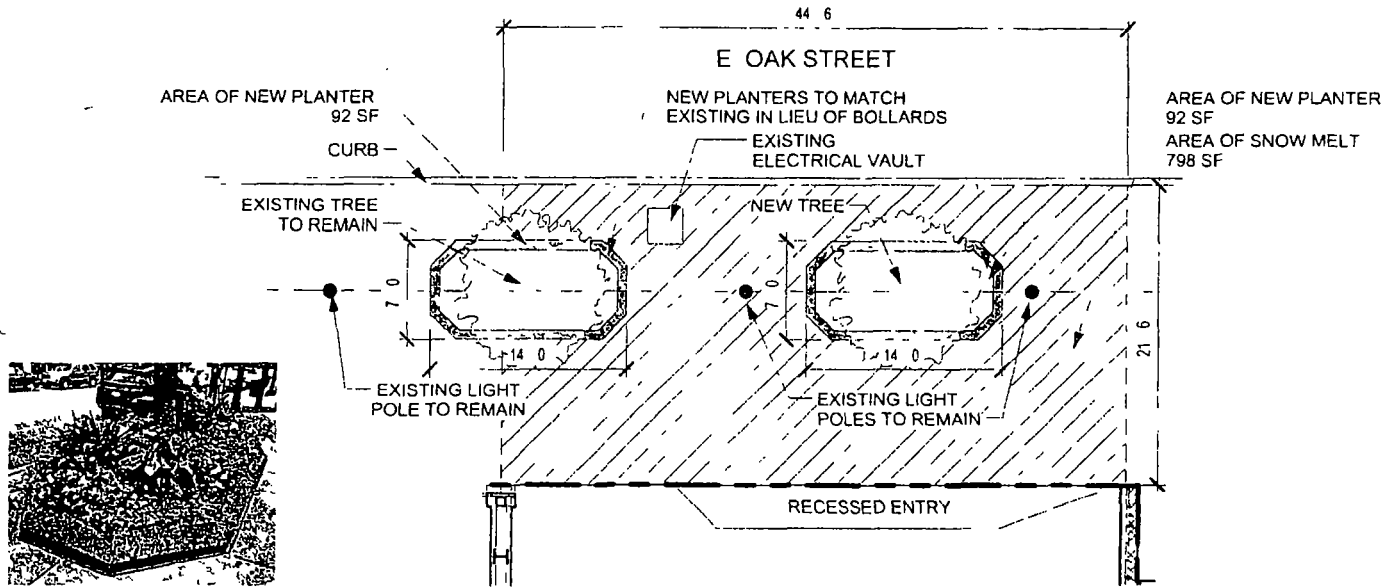 44 6
E OAK STREET
AREA OF NEW PLANTER
92 SF
NEW PLANTERS TO MATCH
EXISTING IN LIEU OF BOLLARDS
AREA OF NEW PLANTER
92 SF
CURB
EXISTING
ELECTRICAL VAULT
AREA OF SNOW MELT
798 SF
EXISTING TREE
TO REMAIN
NEW TREE
7 0
7 0
21 6
14 0
14 0
EXISTING LIGHT
POLE TO REMAIN
EXISTING LIGHT
POLES TO REMAIN
RECESSED ENTRY